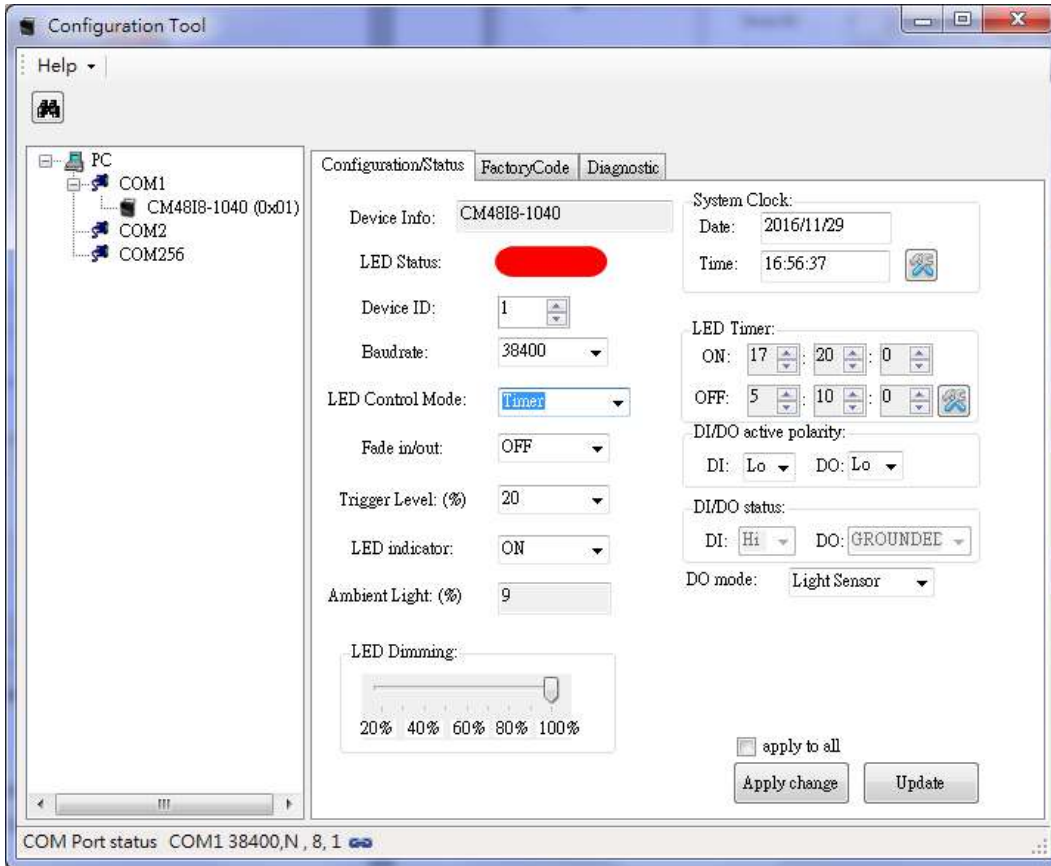 Configuration Tool
Help
PC
COM1
CM48I8-1040 (0x01)
COM2
COM256
Configuration/Status FactoryCode Diagnostic
Device Info: CM48I8-1040
LED Status:
Device ID: 1
Baudrate: 38400
LED Control Mode: Timer
Fade in/out: OFF
Trigger Level: (%) 20
LED indicator: ON
Ambient Light: (%) 9
LED Dimming:
20% 40% 60% 80% 100%
System Clock:
Date: 2016/11/29
Time: 16:56:37
LED Timer:
ON: 17 : 20 : 0
OFF: 5 : 10 : 0
DI/DO active polarity:
DI: Lo DO: Lo
DI/DO status:
DI: Hi DO: GROUNDED
DO mode: Light Sensor
apply to all
Apply change Update
COM Port status COM1 38400,N , 8, 1